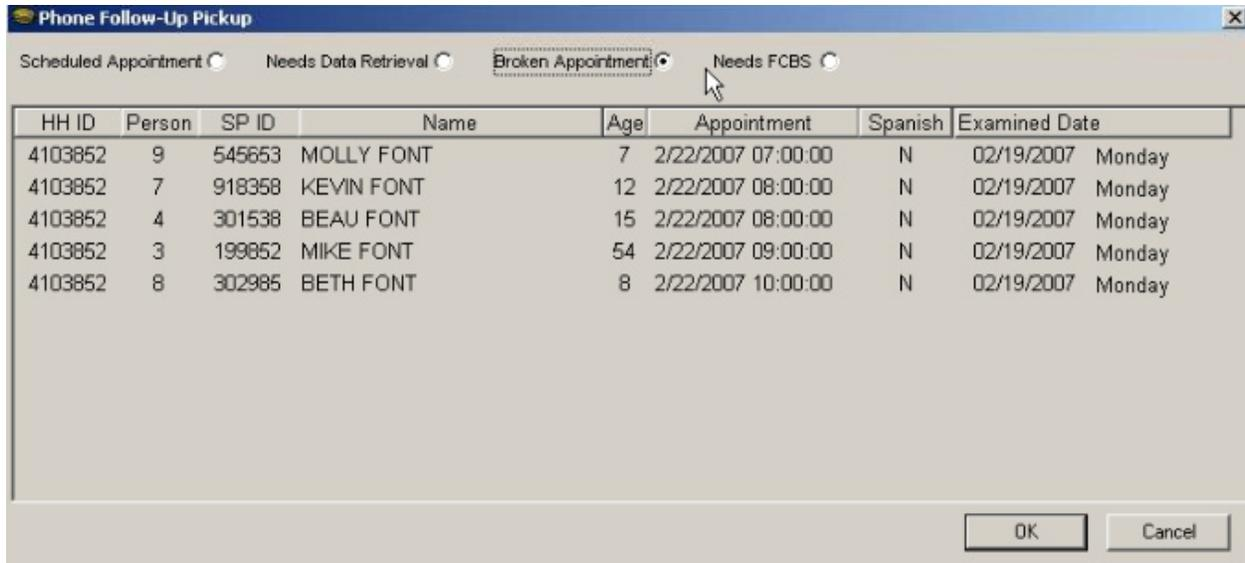 Phone Follow-Up Pickup
Scheduled Appointment Needs Data Retrieval Broken Appointment Needs FCBS
HH ID Person SP ID Name Age Appointment Spanish Examined Date
4103852 9 545653 MOLLY FONT 7 2/22/2007 07:00:00 N 02/19/2007 Monday
4103852 7 918358 KEVIN FONT 12 2/22/2007 08:00:00 N 02/19/2007 Monday
4103852 4 301538 BEAU FONT 15 2/22/2007 08:00:00 N 02/19/2007 Monday
4103852 3 199852 MIKE FONT 54 2/22/2007 09:00:00 N 02/19/2007 Monday
4103852 8 302985 BETH FONT 8 2/22/2007 10:00:00 N 02/19/2007 Monday
OK Cancel